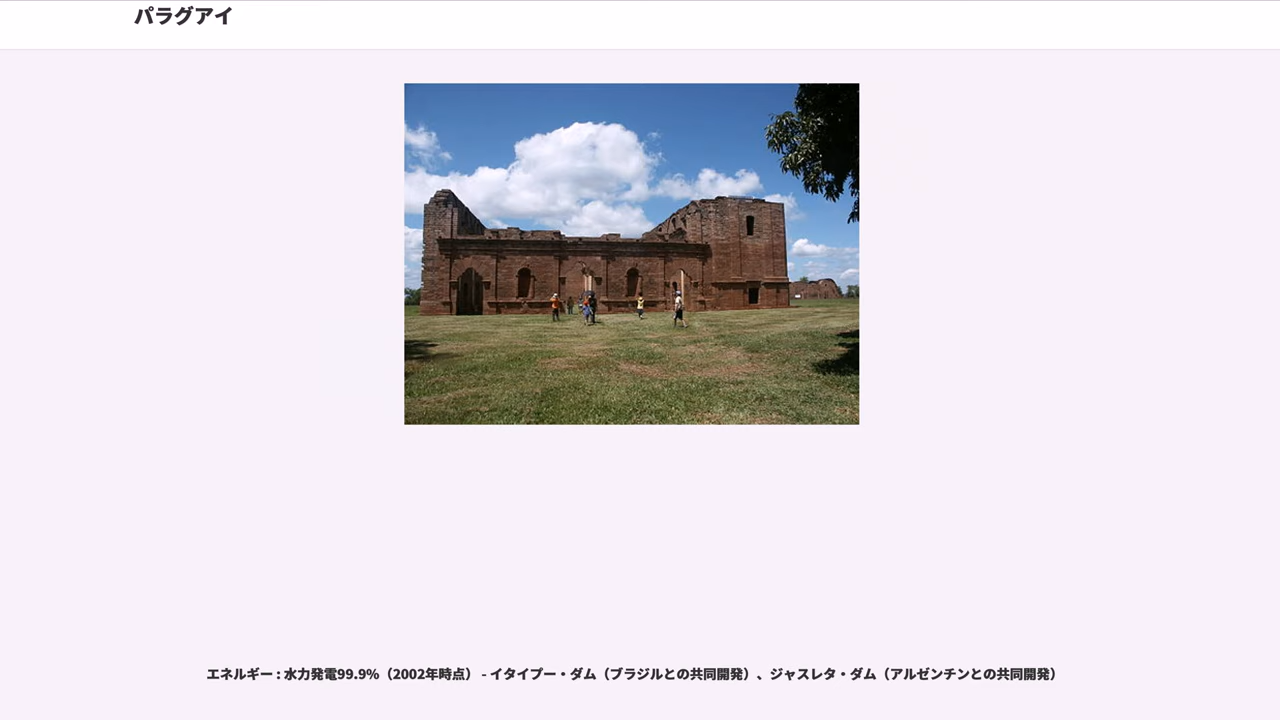 パラグアイ
エネルギー : 水力発電99.9%（2002年時点） - イタイプー・ダム（ブラジルとの共同開発）、ジャスレタ・ダム（アルゼンチンとの共同開発）